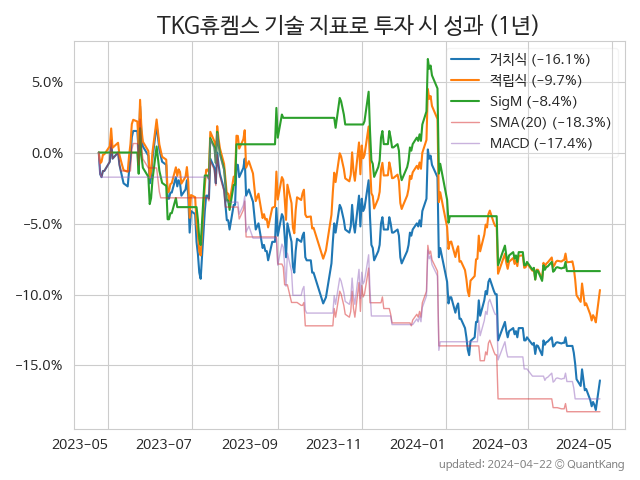 TKG휴켐스 기술 지표로 투자 시 성과 (1년)
거치식 (−16.1%)
적립식 (−9.7%)
SigM (−8.4%)
SMA(20) (−18.3%)
MACD (−17.4%)
5.0%
0.0%
−5.0%
−10.0%
−15.0%
2023-05 2023-07 2023-09 2023-11 2024-01 2024-03 2024-05
updated: 2024-04-22 © QuantKang